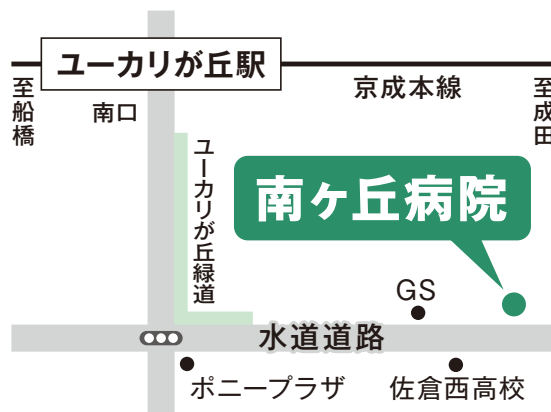 ユーカリが丘駅
至船橋
南口
京成本線
至成田
ユーカリが丘緑道
南ヶ丘病院
GS
水道道路
ポニープラザ
佐倉西高校